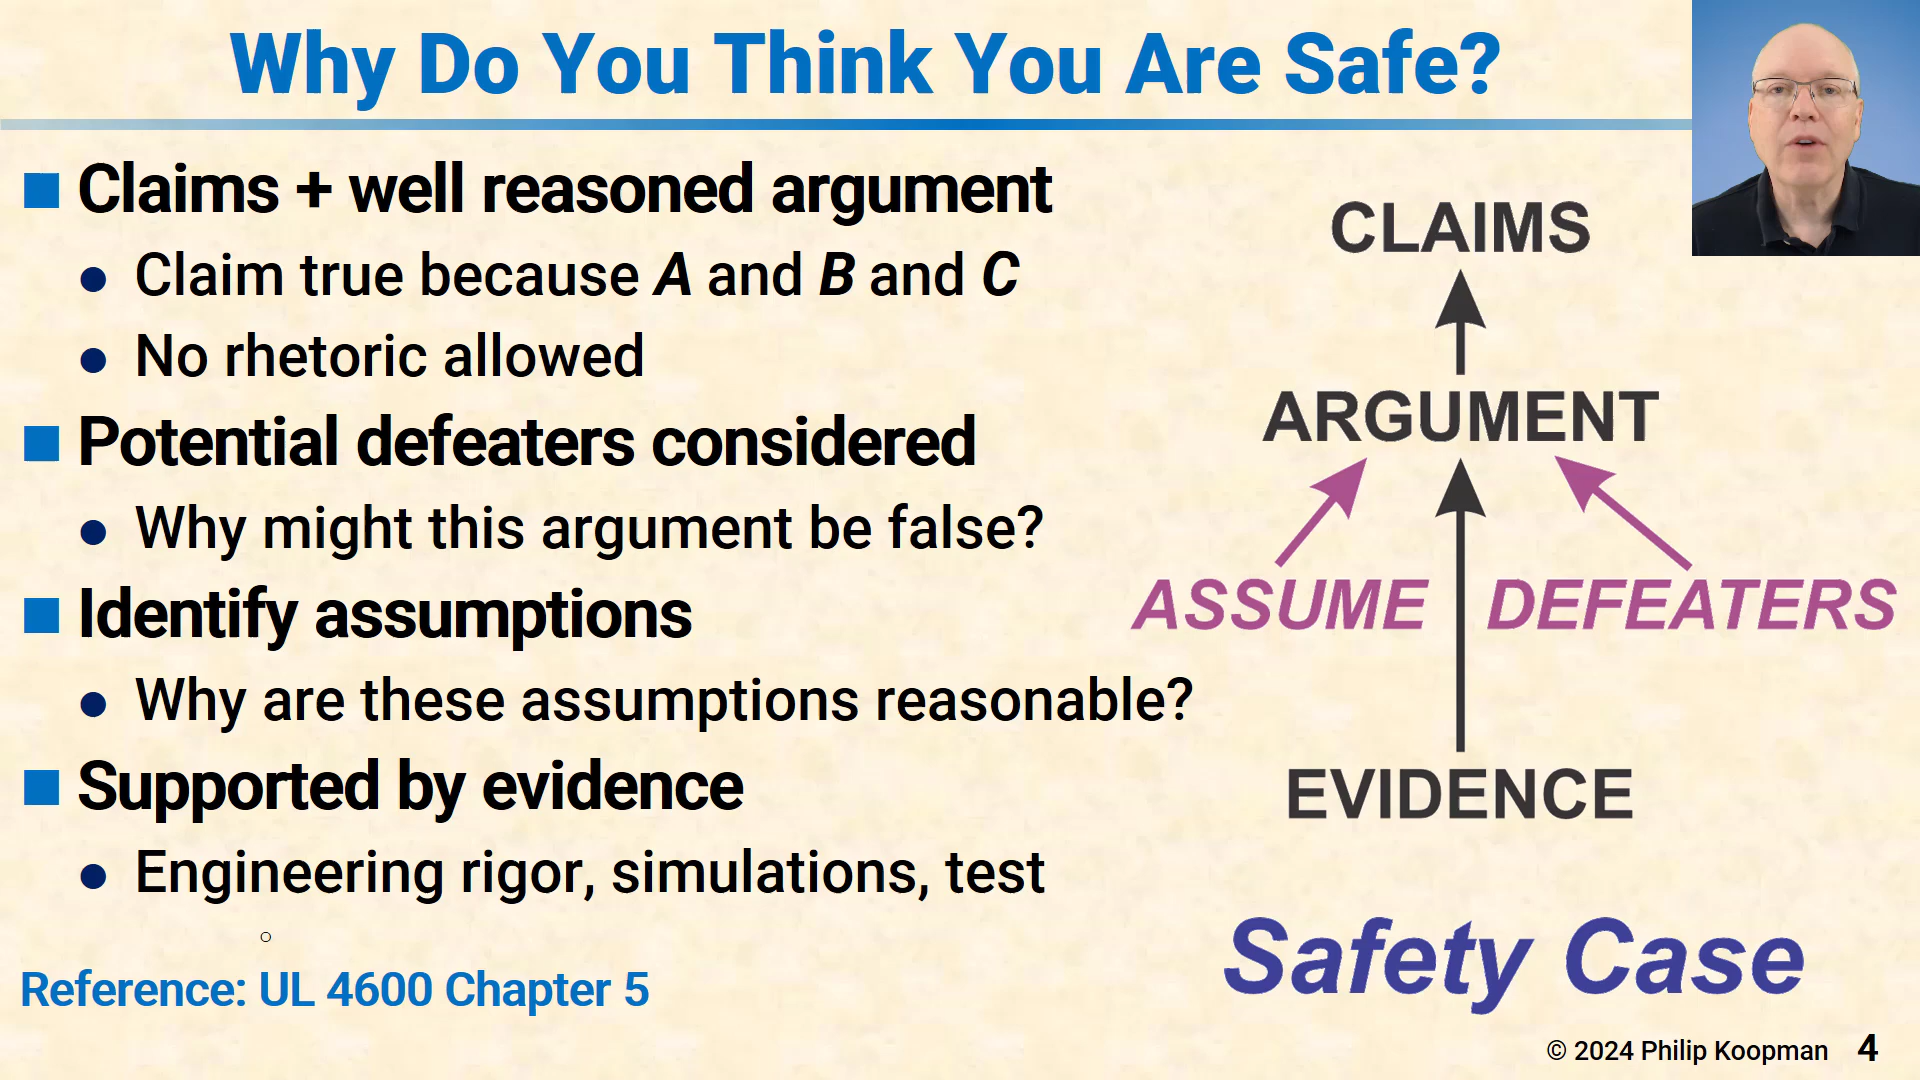 Why Do You Think You Are Safe?
Claims + well reasoned argument
Claim true because A and B and C
No rhetoric allowed
Potential defeaters considered
Why might this argument be false?
Identify assumptions
Why are these assumptions reasonable?
Supported by evidence
Engineering rigor, simulations, test
Reference: UL 4600 Chapter 5
CLAIMS
ARGUMENT
ASSUME
DEFEATERS
EVIDENCE
Safety Case
© 2024 Philip Koopman 4